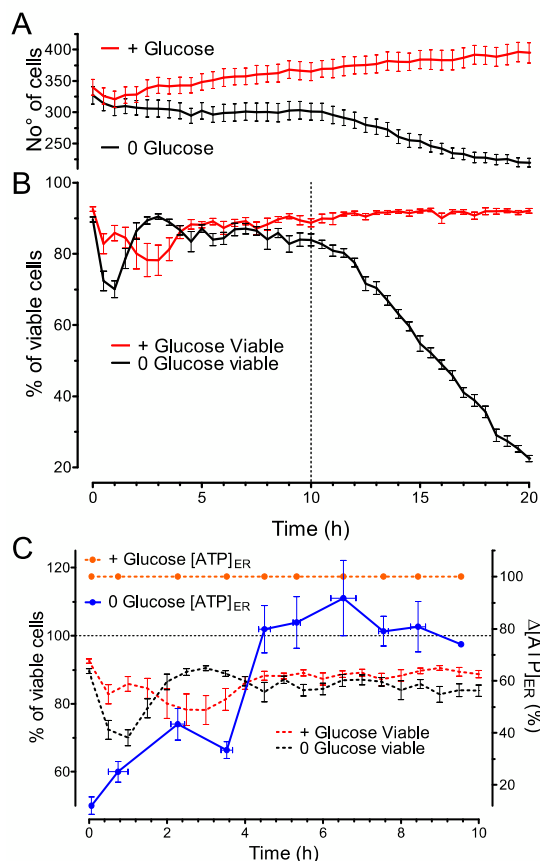 A
400
350
300
250
No° of cells
+ Glucose
0 Glucose
B
100
80
60
40
20
% of viable cells
+ Glucose Viable
0 Glucose viable
0
5
10
15
20
Time (h)
C
+ Glucose [ATP]ER
0 Glucose [ATP]ER
120
100
80
60
% of viable cells
100
80
60
40
20
Δ[ATP]ER (%)
+ Glucose Viable
0 Glucose viable
0
2
4
6
8
10
Time (h)